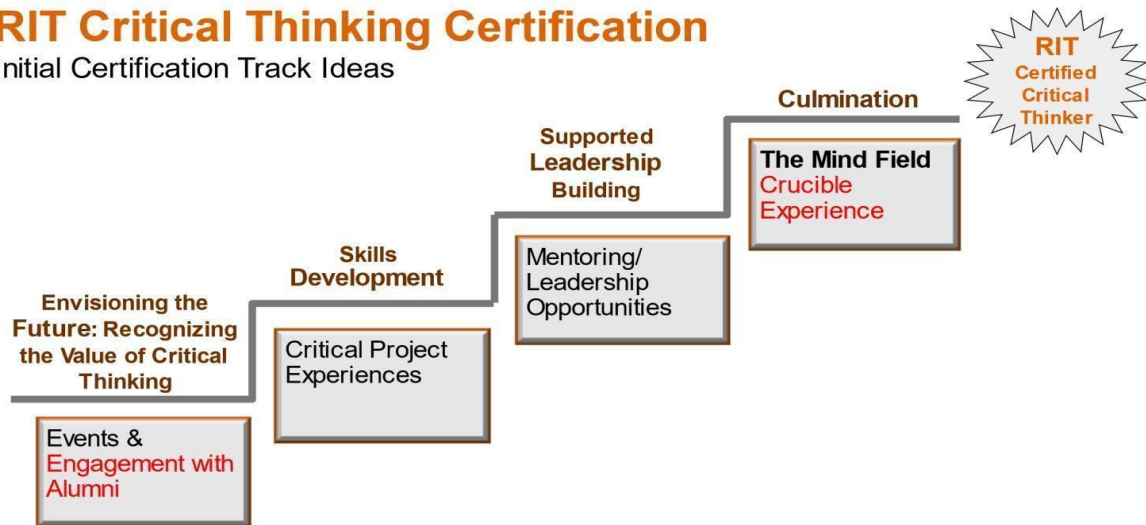 RIT Critical Thinking Certification
nitial Certification Track Ideas
RIT
Certified
Critical
Thinker
Culmination
The Mind Field
Crucible
Experience
Supported
Leadership
Building
Mentoring/
Leadership
Opportunities
Skills
Development
Critical Project
Experiences
Envisioning the
Future: Recognizing
the Value of Critical
Thinking
Events &
Engagement with
Alumni